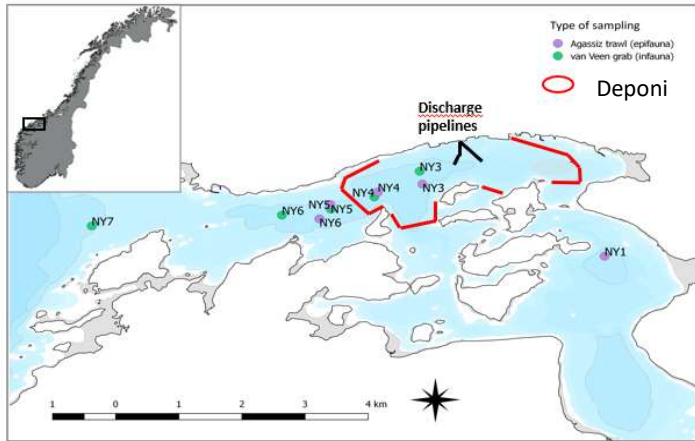 Type of sampling
Agassiz trawl (epifauna)
van Veen grab (infauna)
Deponi
Discharge
pipelines
NY3
NY4
NY4
NY3
NY5
NY5
NY6
NY6
NY7
NY1
1 0 1 2 3 4 km